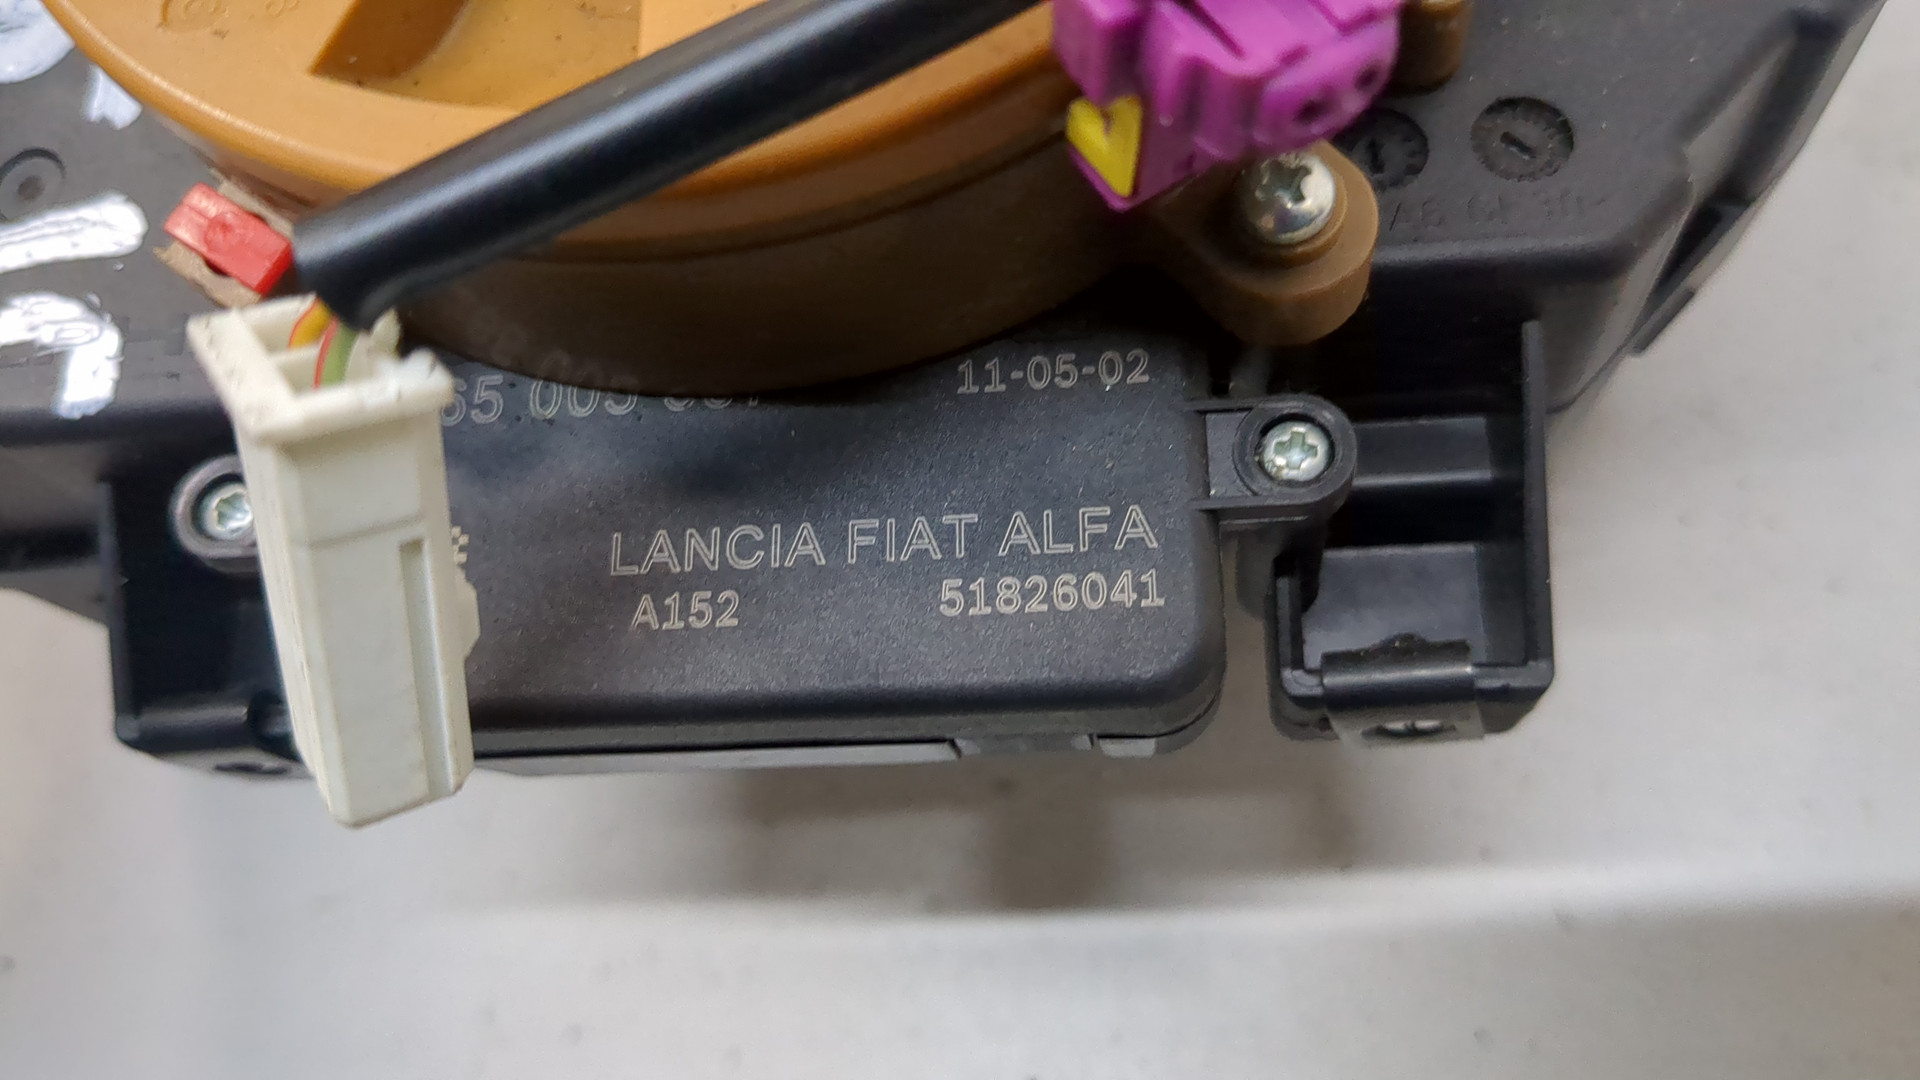 11-05-02
LANCIA FIAT ALFA
A152
51826041